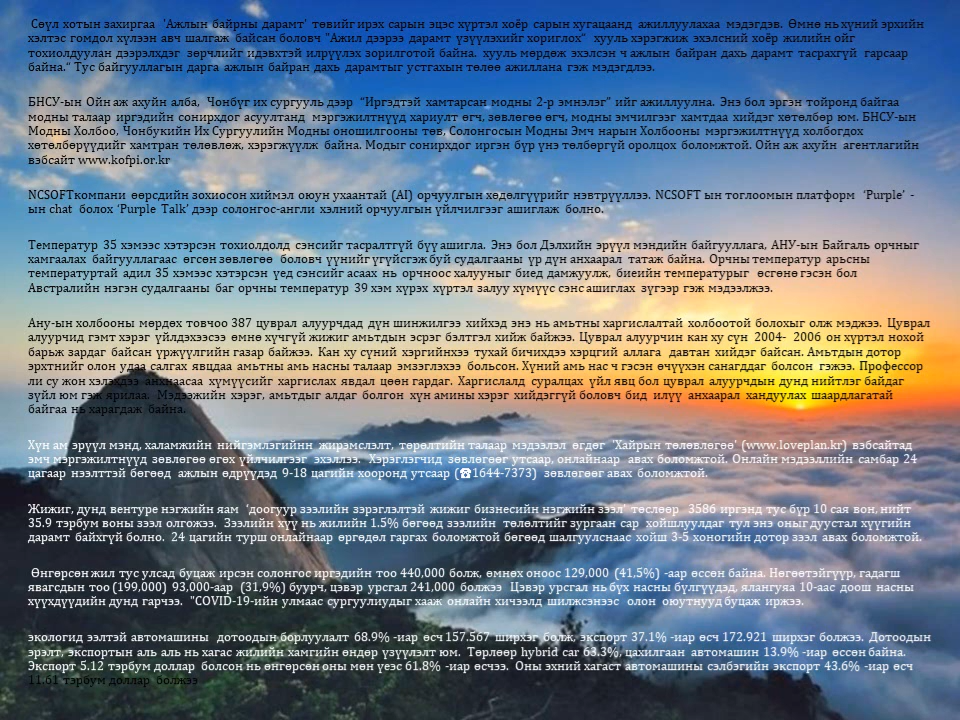 Сөүл хотын захиргаа 'Ажлын байрны дарамт' төвийг ирэх сарын эцэс хүртэл хоёр сарын хугацаанд ажиллуулахаа мэдэгдэв. Өмнө нь хүний эрхийн
хэлтэс гомдол хүлээн авч шалгаж байсан боловч "Ажил дээрээ дарамт үзүүлэхийг хориглох" хууль хэрэгжиж эхэлсний хоёр жилийн ойг
тохиолдуулан дээрэлхдэг зөрчлийг идэвхтэй илрүүлэх зорилготой байна. хууль мөрдөж эхэлсэн ч ажлын байран дахь дарамт тасрахгүй гарсаар
байна." Тус байгууллагын дарга ажлын байран дахь дарамтыг устгахын төлөө ажиллана гэж мэдэгдлээ.
БНСУ-ын Ойн аж ахуйн алба, Чонбүг их сургууль дээр "Иргэдтэй хамтарсан модны 2-р эмнэлэг" ийг ажиллуулна. Энэ бол эргэн тойронд байгаа
модны талаар иргэдийн сонирхдог асуултанд мэргэжилтнүүд хариулт өгч, зөвлөгөө өгч, модны эмчилгээг хамтдаа хийдэг хөтөлбөр юм. БНСУ-ын
Модны Холбоо, Чонбукийн Их Сургуулийн Модны оношилгооны төв, Солонгосын Модны Эмч нарын Холбооны мэргэжилтнүүд холбогдох
хөтөлбөрүүдийг хамтран төлөвлөж, хэрэгжүүлж байна. Модыг сонирхдог иргэн бүр үнэ төлбөргүй оролцох боломжтой. Ойн аж ахуйн агентлагийн
вэбсайт www.kofpi.or.kr
NCSOFTкомпани өөрсдийн зохиосон хиймэл оюун ухаантай (AI) орчуулгын хөдөлгүүрийг нэвтрүүллээ. NCSOFT ын тоглоомын платформ 'Purple' -
ын chat болох 'Purple Talk' дээр солонгос-англи хэлний орчуулгын үйлчилгээг ашиглаж болно.
Температур 35 хэмээс хэтэрсэн тохиолдолд сэнсийг тасралтгүй бүү ашигла. Энэ бол Дэлхийн эрүүл мэндийн байгууллага, АНУ-ын Байгаль орчныг
хамгаалах байгууллагаас өгсөн зөвлөгөө боловч үүнийг үгүйсгэж буй судалгааны үр дүн анхаарал татаж байна. Орчны температур арьсны
температуртай адил 35 хэмээс хэтэрсэн үед сэнсийг асаах нь орчноос халууныг биед дамжуулж, биеийн температурыг өсгөнө гэсэн бол
Австралийн нэгэн судалгааны баг орчны температур 39 хэм хүрэх хүртэл залуу хүмүүс сэнс ашиглах зүгээр гэж мэдээлжээ.
Ану-ын холбооны мөрдөх товчоо 387 цуврал алуурчдад дүн шинжилгээ хийхэд энэ нь амьтны харгислалтай холбоотой болохыг олж мэджээ. Цуврал
алуурчид гэмт хэрэг үйлдэхээсээ өмнө хүчгүй жижиг амьтдын эсрэг бэлтгэл хийж байжээ. Цуврал алуурчин кан ху сүн 2004- 2006 он хүртэл нохой
барьж зардаг байсан үржүүлгийн газар байжээ. Кан ху сүний хэргийнхээ тухай бичихдээ хэрцгий аллага давтан хийдэг байсан. Амьтдын дотор
эрхтнийг олон удаа салгах явцдаа амьтны амь насны талаар эмзэглэхээ больсон. Хүний амь нас ч гэсэн өчүүхэн санагддаг болсон гэжээ. Профессор
ли су жон хэлэхдээ анхнаасаа хүмүүсийг харгислах явдал цөөн гардаг. Харгислалд суралцах үйл явц бол цуврал алуурчдын дунд нийтлэг байдаг
зүйл юм гэж ярилаа. Мэдээжийн хэрэг, амьтдыг алдаг болгон хүн амины хэрэг хийдэггүй боловч бид илүү анхаарал хандуулах шаардлагатай
байгаа нь харагдаж байна.
Хүн ам эрүүл мэнд, халамжийн нийгэмлэгийнн жирэмслэлт, төрөлтийн талаар мэдээлэл өгдөг 'Хайрын төлөвлөгөө' (www.loveplan.kr) вэбсайтад
эмч мэргэжилтнүүд зөвлөгөө өгөх үйлчилгээг эхэллээ. Хэрэглэгчид зөвлөгөөг утсаар, онлайнаар авах боломжтой. Онлайн мэдээллийн самбар 24
цагаар нээлттэй бөгөөд ажлын өдрүүдэд 9-18 цагийн хооронд утсаар (☎1644-7373) зөвлөгөөг авах боломжтой.
Жижиг, дунд вентуре нэгжийн яам 'доогуур зээлийн зэрэглэлтэй жижиг бизнесийн нэгжийн зээл' төслөөр 3586 иргэнд тус бүр 10 сая вон, нийт
35.9 тэрбум воны зээл олгожээ. Зээлийн хүү нь жилийн 1.5% бөгөөд зээлийн төлөлтийг зургаан сар хойшлуулдаг тул энэ оныг дуустал хүүгийн
дарамт байхгүй болно. 24 цагийн турш онлайнаар өргөдөл гаргах боломжтой бөгөөд шалгуулснаас хойш 3-5 хоногийн дотор зээл авах боломжтой.
Өнгөрсөн жил тус улсад буцаж ирсэн солонгос иргэдийн тоо 440,000 болж, өмнөх оноос 129,000 (41,5%) -аар өссөн байна. Нөгөөтэйгүүр, гадагш
явагсдын тоо (199,000) 93,000-аар (31,9%) буурч, цэвэр урсгал 241,000 болжээ Цэвэр урсгал нь бүх насны бүлгүүдэд, ялангуяа 10-аас доош насны
хүүхдүүдийн дунд гарчээ. "COVID-19-ийн улмаас сургуулиудыг хааж онлайн хичээлд шилжсэнээс олон оюутнууд буцаж иржээ.
экологид ээлтэй автомашины дотоодын борлуулалт 68.9% -иар өсч 157.567 ширхэг болж, экспорт 37.1% -иар өсч 172.921 ширхэг болжээ. Дотоодын
эрэлт, экспортын аль аль нь хагас жилийн хамгийн өндөр үзүүлэлт юм. Төрлөөр hybrid car 63.3%, цахилгаан автомашин 13.9% -иар өссөн байна.
Экспорт 5.12 тэрбум доллар болсон нь өнгөрсөн оны мөн үеэс 61.8% -иар өсчээ. Оны эхний хагаст автомашины сэлбэгийн экспорт 43.6% -иар өсч
11.61 тэрбум доллар болжээ